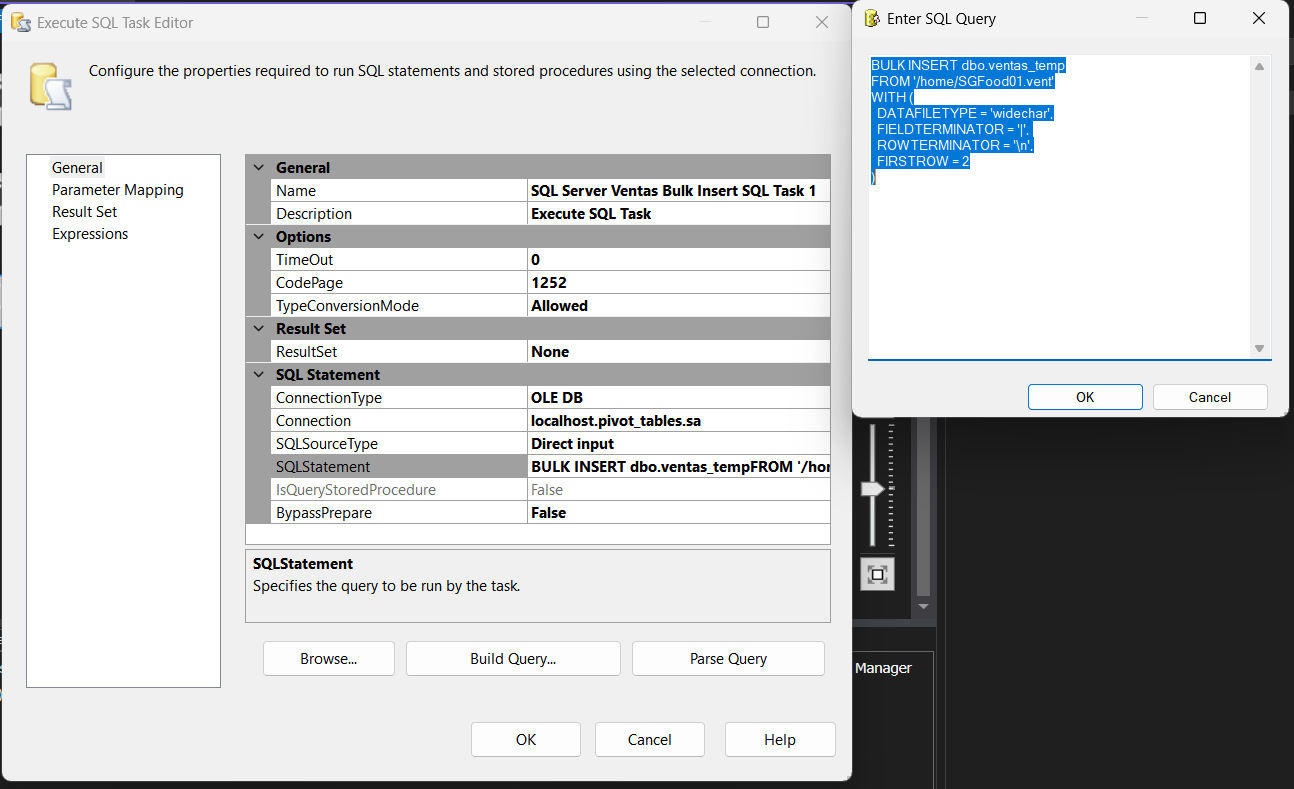 Execute SQL Task Editor
Configure the properties required to run SQL statements and stored procedures using the selected connection.
General
Parameter Mapping
Result Set
Expressions
General
Name SQL Server Ventas Bulk Insert SQL Task 1
Description Execute SQL Task
Options
TimeOut 0
CodePage 1252
TypeConversionMode Allowed
Result Set
ResultSet None
SQL Statement
ConnectionType OLE DB
Connection localhost.pivot_tables.sa
SQLSourceType Direct input
SQLStatement BULK INSERT dbo.ventas_tempFROM '/hor
IsQueryStoredProcedure False
BypassPrepare False
SQLStatement
Specifies the query to be run by the task.
Browse... Build Query... Parse Query
OK Cancel Help
Enter SQL Query
BULK INSERT dbo.ventas_temp
FROM '/home/SGFood01.vent'
WITH (
DATAFILETYPE = 'widechar',
FIELDTERMINATOR = '|',
ROWTERMINATOR = '\n',
FIRSTROW = 2
)
OK Cancel
Manager